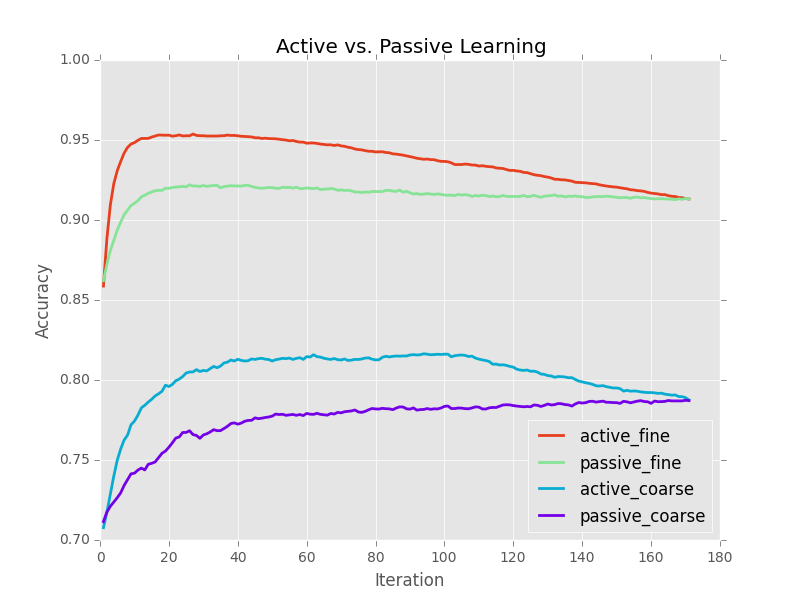 Active vs. Passive Learning
1.00
0.95
0.90
0.85
0.80
0.75
0.70
Accuracy
0
20
40
60
80
100
120
140
160
180
Iteration
active_fine
passive_fine
active_coarse
passive_coarse